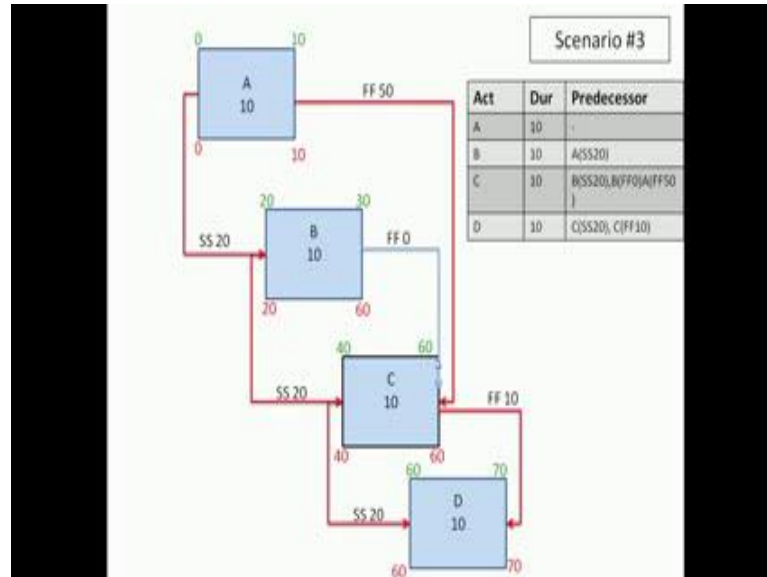 Scenario #3
Act Dur Predecessor
A 10 -
B 10 A(SS20)
C 10 B(SS20),B(FF0)A(FF50
)
D 10 C(SS20), C(FF10)
0 10
A
10
0 10
FF 50
SS 20
20 30
B
10
20 60
FF 0
SS 20
40 60
C
10
40 60
FF 10
SS 20
60 70
D
10
60 70